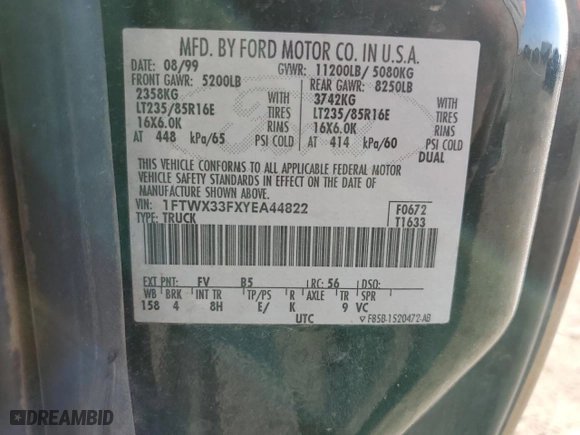 MFD. BY FORD MOTOR CO. IN U.S.A.
DATE: 08/99 GVWR: 11200LB/ 5080KG
FRONT GAWR: 5200LB REAR GAWR: 8250LB
2358KG WITH 3742KG WITH
LT235/85R16E TIRES LT235/85R16E TIRES
16X6.0K RIMS 16X6.0K RIMS
AT 448 kPa/65 PSI COLD AT 414 kPa/60 PSI COLD
DUAL
THIS VEHICLE CONFORMS TO ALL APPLICABLE FEDERAL MOTOR
VEHICLE SAFETY STANDARDS IN EFFECT ON THE DATE OF
MANUFACTURE SHOWN ABOVE.
VIN: 1FTWX33FXYEA44822 F0672
TYPE: TRUCK T1633
EXT PNT: FV B5 RC: 56 DSO:
WB BRK INT TR TP/PS R AXLE TR SPR
158 4 8H E/ K 9 VC
UTC F85B-1520472-AB
DREAMBID